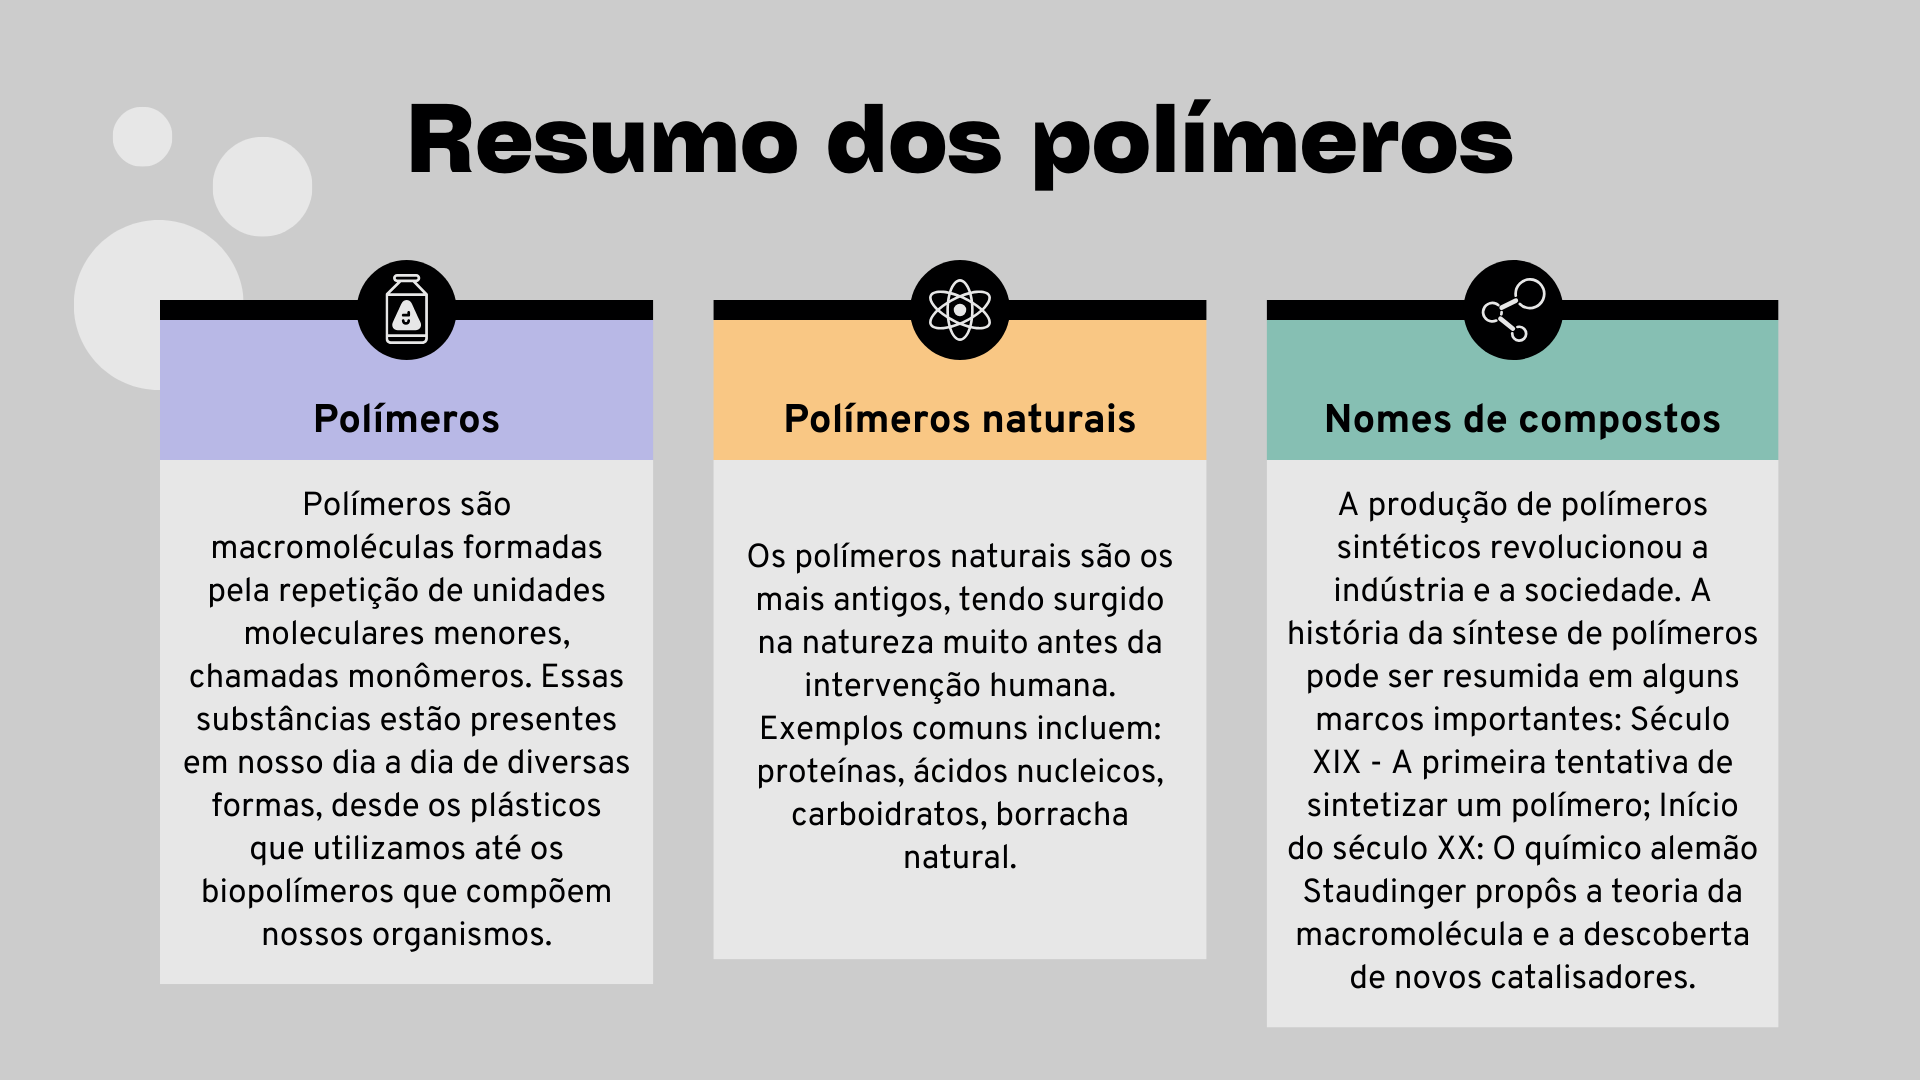 Resumo dos polímeros
Polímeros
Polímeros são
macromoléculas formadas
pela repetição de unidades
moleculares menores,
chamadas monômeros. Essas
substâncias estão presentes
em nosso dia a dia de diversas
formas, desde os plásticos
que utilizamos até os
biopolímeros que compõem
nossos organismos.
Polímeros naturais
Os polímeros naturais são os
mais antigos, tendo surgido
na natureza muito antes da
intervenção humana.
Exemplos comuns incluem:
proteínas, ácidos nucleicos,
carboidratos, borracha
natural.
Nomes de compostos
A produção de polímeros
sintéticos revolucionou a
indústria e a sociedade. A
história da síntese de polímeros
pode ser resumida em alguns
marcos importantes: Século
XIX - A primeira tentativa de
sintetizar um polímero; Início
do século XX: O químico alemão
Staudinger propôs a teoria da
macromolécula e a descoberta
de novos catalisadores.